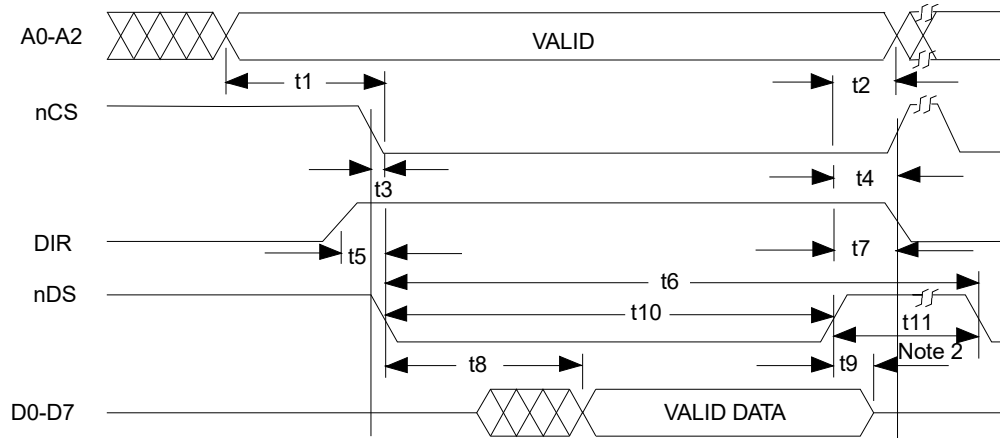 A0-A2
VALID
t1
t2
nCS
t3
t4
DIR
t5
t7
t6
nDS
t10
t11
Note 2
t8
t9
D0-D7
VALID DATA